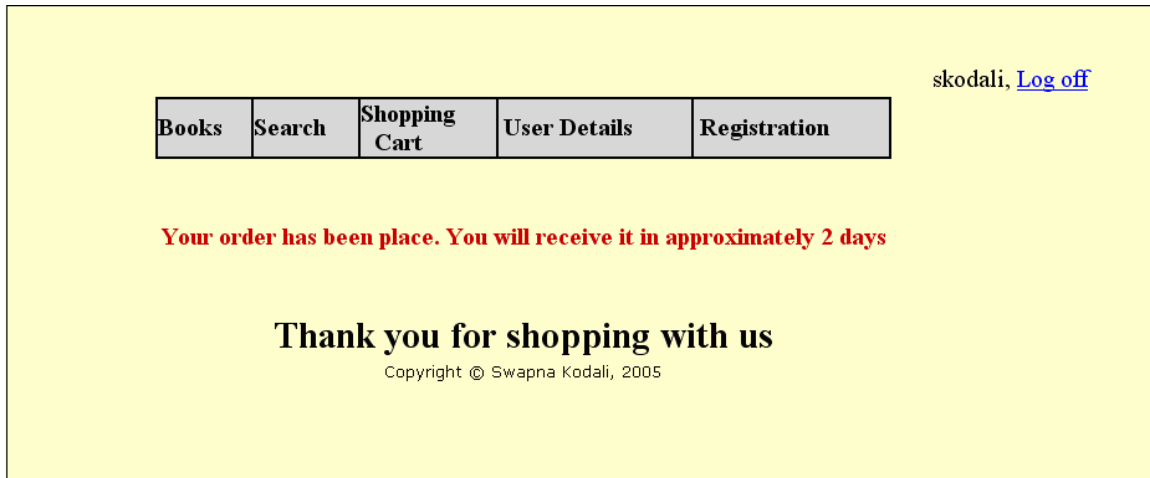 skodali, Log off
Books Search Shopping Cart User Details Registration
Your order has been place. You will receive it in approximately 2 days
Thank you for shopping with us
Copyright © Swapna Kodali, 2005